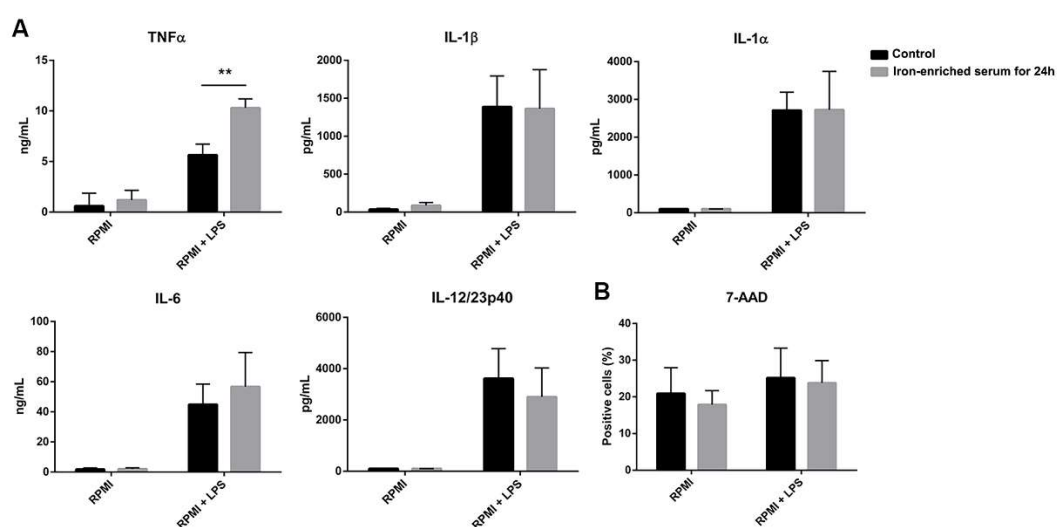 A
TNFα
ng/mL
15
10
5
0
**
RPMI
RPMI + LPS
IL-1β
pg/mL
2000
1500
1000
500
0
RPMI
RPMI + LPS
IL-1α
pg/mL
4000
3000
2000
1000
0
RPMI
RPMI + LPS
Control
Iron-enriched serum for 24h
IL-6
ng/mL
100
80
60
40
20
0
RPMI
RPMI + LPS
IL-12/23p40
pg/mL
6000
4000
2000
0
RPMI
RPMI + LPS
B
7-AAD
Positive cells (%)
40
30
20
10
0
RPMI
RPMI + LPS